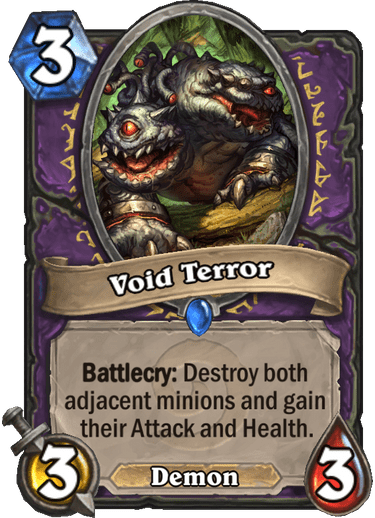 3
Void Terror
Battlecry: Destroy both
adjacent minions and gain
their Attack and Health.
3
Demon
3